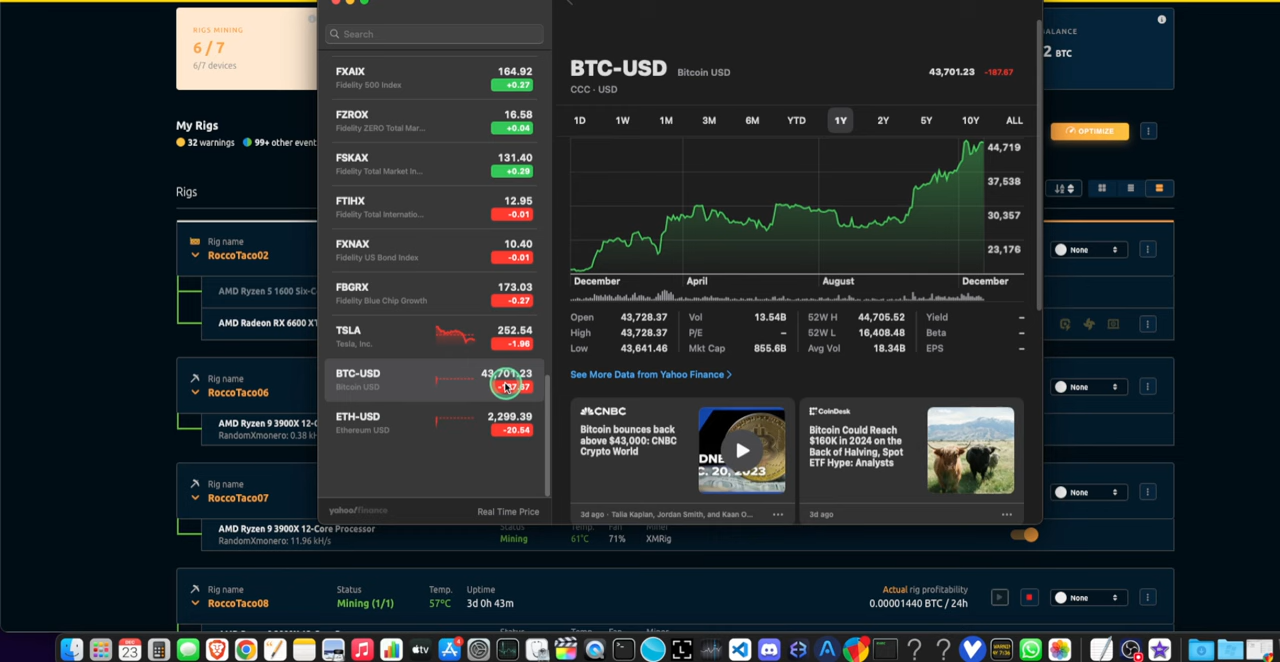 RIGS MINING
6 / 7
6/7 devices
ALANCE
2 BTC
My Rigs
32 warnings
99+ other event
OPTIMIZE
Rigs
Rig name
RoccoTaco02
AMD Ryzen 5 1600 Six-C
AMD Radeon RX 6600 XT
None
Rig name
RoccoTaco06
AMD Ryzen 9 3900X 12-C
RandomXmonero: 0.38 kH
None
Rig name
RoccoTaco07
AMD Ryzen 9 3900X 12-Core Processor
RandomXmonero: 11.96 kH/s
Status
Mining
Temp.
61°C
Fan
71%
Miner
XMRig
None
Rig name
RoccoTaco08
Status
Mining (1/1)
Temp.
57°C
Uptime
3d 0h 43m
Actual rig profitability
0.00001440 BTC / 24h
None
Search
FXAIX 164.92
Fidelity 500 Index +0.27
FZROX 16.58
Fidelity ZERO Total Mar... +0.04
FSKAX 131.40
Fidelity Total Market In... +0.29
FTIHX 12.95
Fidelity Total Internatio... -0.01
FXNAX 10.40
Fidelity US Bond Index -0.01
FBGRX 173.03
Fidelity Blue Chip Growth -0.27
TSLA 252.54
Tesla, Inc. -1.96
BTC-USD 43,701.23
Bitcoin USD
ETH-USD 2,299.39
Ethereum USD -20.54
yahoo!finance Real Time Price
BTC-USD Bitcoin USD 43,701.23 -187.67
CCC · USD
1D 1W 1M 3M 6M YTD 1Y 2Y 5Y 10Y ALL
44,719
37,538
30,357
23,176
December April August December
Open 43,728.37 Vol 13.54B 52W H 44,705.52 Yield –
High 43,728.37 P/E – 52W L 16,408.48 Beta –
Low 43,641.46 Mkt Cap 855.6B Avg Vol 18.34B EPS –
See More Data from Yahoo Finance
CNBC
Bitcoin bounces back
above $43,000: CNBC
Crypto World
C. 20, 2023
3d ago · Talia Kaplan, Jordan Smith, and Kaan O...
CoinDesk
Bitcoin Could Reach
$160K in 2024 on the
Back of Halving, Spot
ETF Hype: Analysts
3d ago
DEC
23
tv